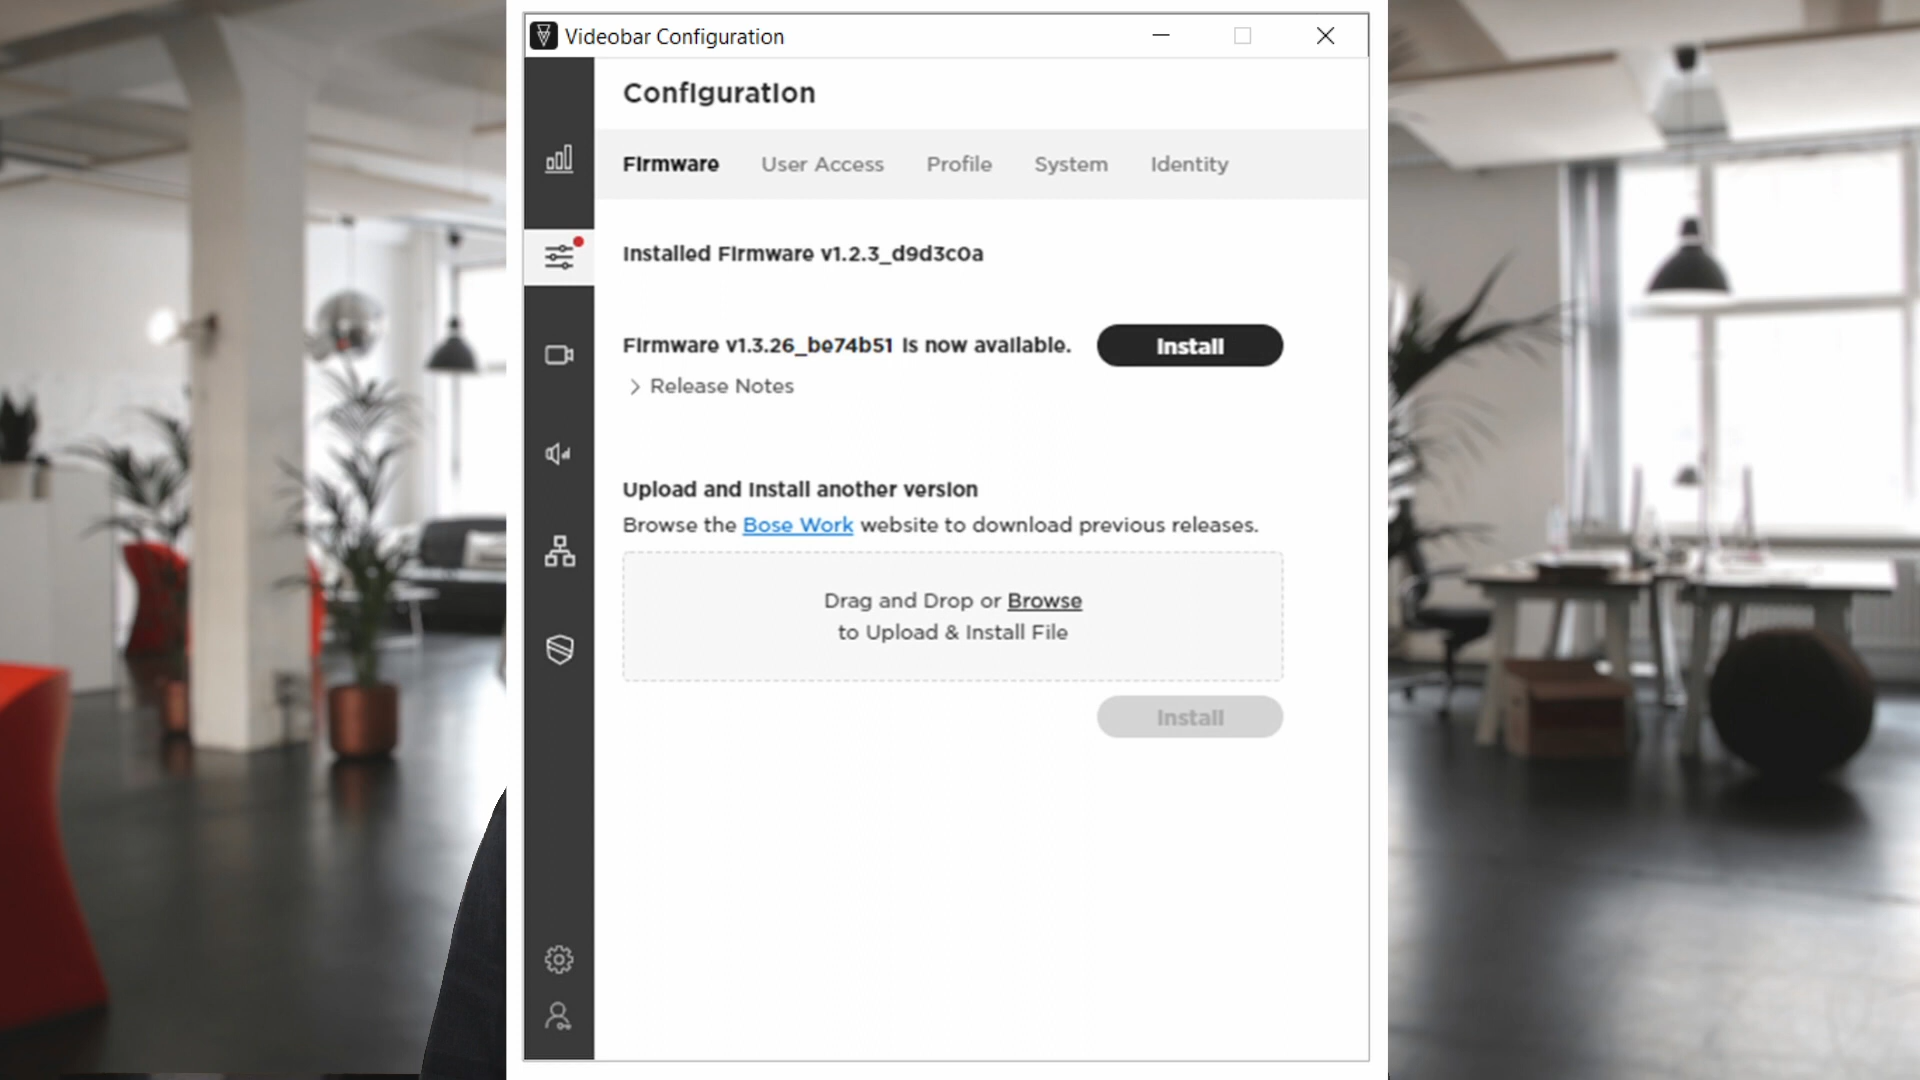 Videobar Configuration
Configuration
Firmware User Access Profile System Identity
Installed Firmware v1.2.3_d9d3c0a
Firmware v1.3.26_be74b51 is now available. Install
Release Notes
Upload and install another version
Browse the Bose Work website to download previous releases.
Drag and Drop or Browse
to Upload & Install File
Install